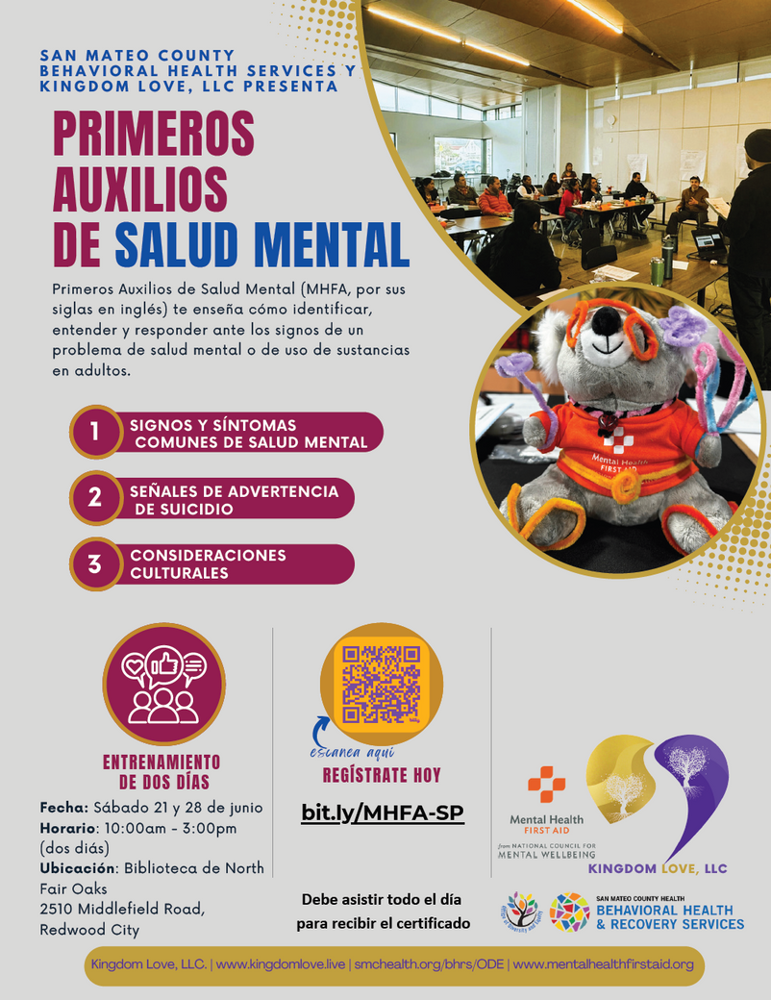 SAN MATEO COUNTY
BEHAVIORAL HEALTH SERVICES Y
KINGDOM LOVE, LLC PRESENTA
PRIMEROS
AUXILIOS
DE SALUD MENTAL
Primeros Auxilios de Salud Mental (MHFA, por sus
siglas en inglés) te enseña cómo identificar,
entender y responder ante los signos de un
problema de salud mental o de uso de sustancias
en adultos.
1
SIGNOS Y SÍNTOMAS
COMUNES DE SALUD MENTAL
2
SEÑALES DE ADVERTENCIA
DE SUICIDIO
3
CONSIDERACIONES
CULTURALES
Mental Health
FIRST AID
ENTRENAMIENTO
DE DOS DÍAS
Fecha: Sábado 21 y 28 de junio
Horario: 10:00am - 3:00pm
(dos diás)
Ubicación: Biblioteca de North
Fair Oaks
2510 Middlefield Road,
Redwood City
escanea aquí
REGÍSTRATE HOY
bit.ly/MHFA-SP
Debe asistir todo el día
para recibir el certificado
Mental Health
FIRST AID
from NATIONAL COUNCIL FOR
MENTAL WELLBEING
KINGDOM LOVE, LLC
Office of Diversity and Equity
SAN MATEO COUNTY HEALTH
BEHAVIORAL HEALTH
& RECOVERY SERVICES
Kingdom Love, LLC. | www.kingdomlove.live | smchealth.org/bhrs/ODE | www.mentalhealthfirstaid.org